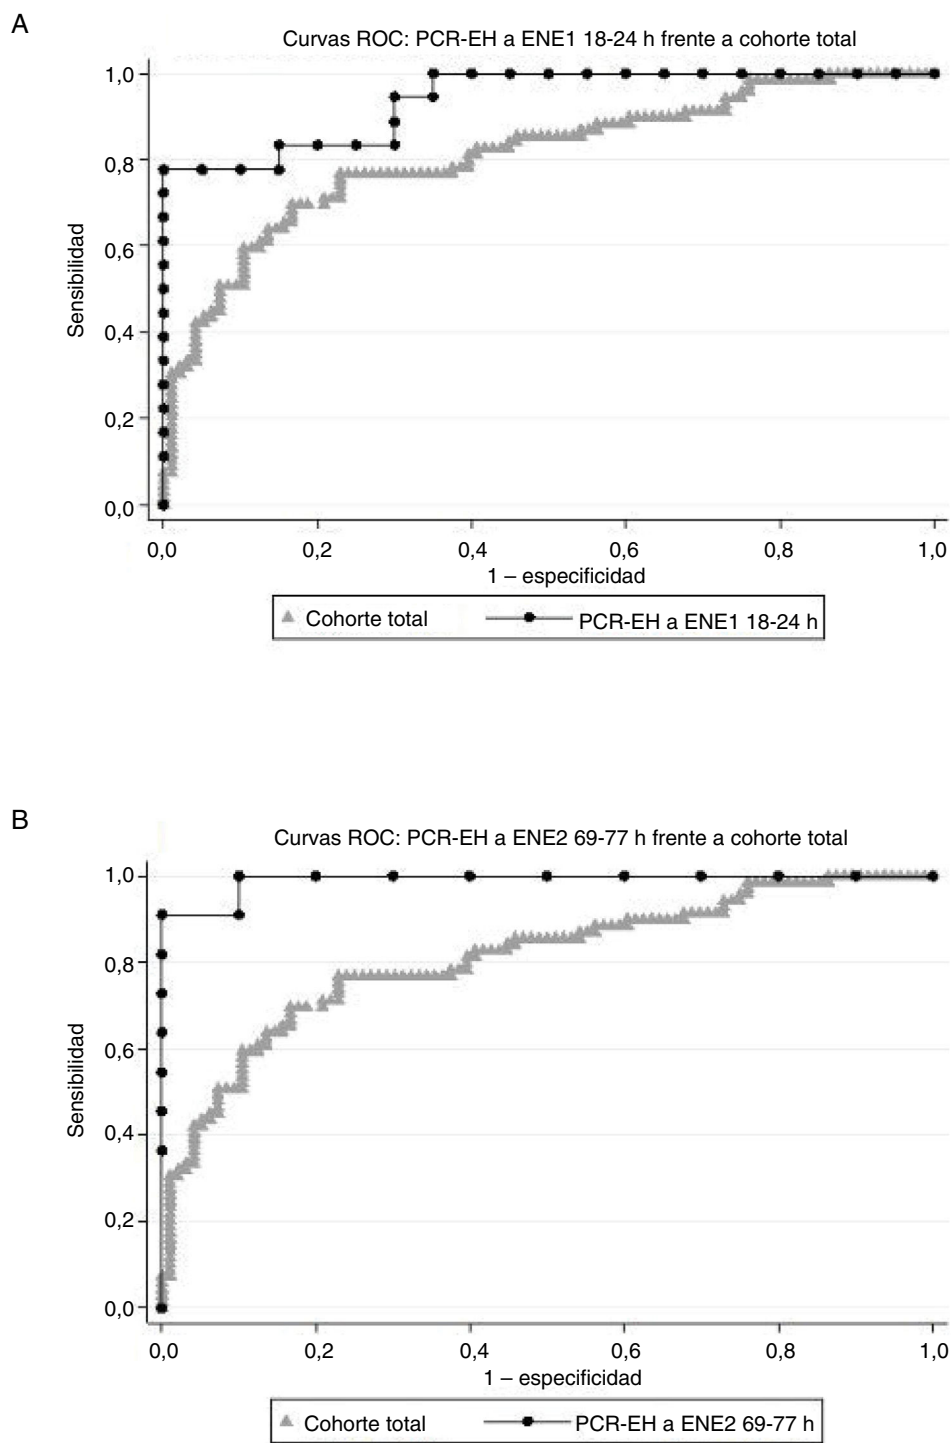 A
Curvas ROC: PCR-EH a ENE1 18-24 h frente a cohorte total
1,0
0,8
0,6
0,4
0,2
0,0
Sensibilidad
0,0 0,2 0,4 0,6 0,8 1,0
1 – especificidad
Cohorte total PCR-EH a ENE1 18-24 h
B
Curvas ROC: PCR-EH a ENE2 69-77 h frente a cohorte total
1,0
0,8
0,6
0,4
0,2
0,0
Sensibilidad
0,0 0,2 0,4 0,6 0,8 1,0
1 – especificidad
Cohorte total PCR-EH a ENE2 69-77 h